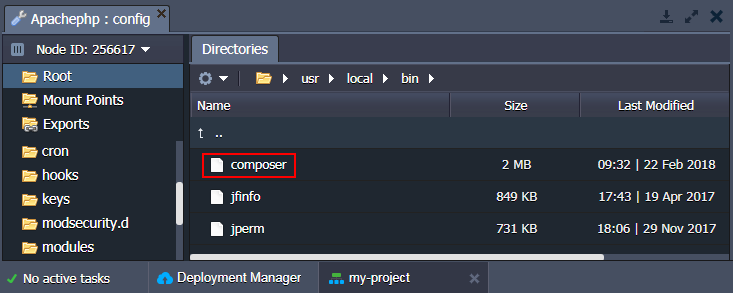 Apachephp : config
Node ID: 256617
Directories
Root
usr local bin
Mount Points
Name Size Last Modified
Exports
..
cron
composer 2 MB 09:32 | 22 Feb 2018
hooks
keys
jfinfo 849 KB 17:43 | 19 Apr 2017
modsecurity.d
jperm 731 KB 18:06 | 29 Nov 2017
modules
No active tasks Deployment Manager my-project